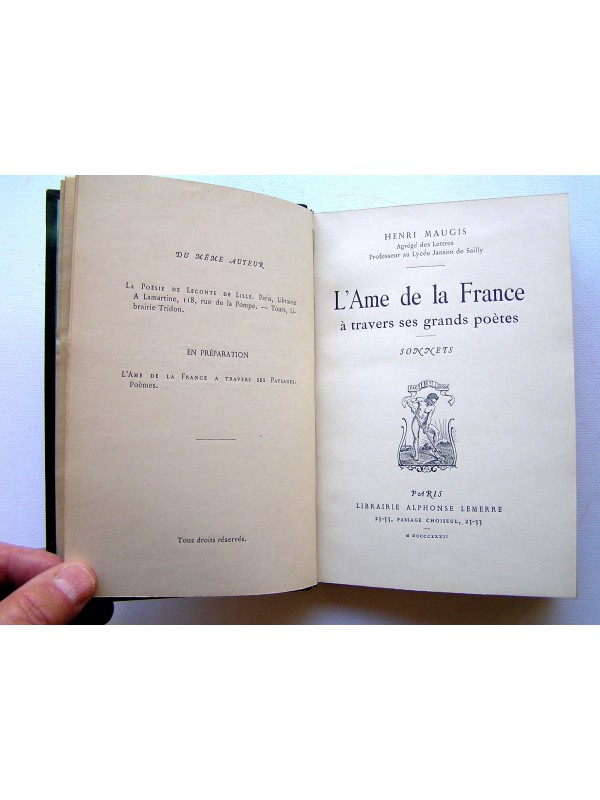 DU MÊME AUTEUR
LA POÉSIE DE LECONTE DE LILLE. Paris, Librairie
A Lamartine, 118, rue de la Pompe. — Tours, Li-
brairie Tridon.
EN PRÉPARATION
L'AME DE LA FRANCE A TRAVERS SES PAYSAGES.
Poèmes.
Tous droits réservés.
HENRI MAUGIS
Agrégé des Lettres
Professeur au Lycée Janson de Sailly
L'Ame de la France
à travers ses grands poètes
SONNETS
PARIS
LIBRAIRIE ALPHONSE LEMERRE
23-33, PASSAGE CHOISEUL, 23-33
M DCCCCXXXII